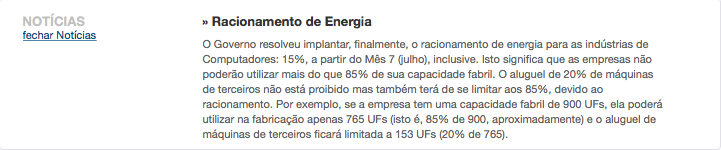 NOTÍCIAS
fechar Notícias
» Racionamento de Energia
O Governo resolveu implantar, finalmente, o racionamento de energia para as indústrias de
Computadores: 15%, a partir do Mês 7 (julho), inclusive. Isto significa que as empresas não
poderão utilizar mais do que 85% de sua capacidade fabril. O aluguel de 20% de máquinas
de terceiros não está proibido mas também terá de se limitar aos 85%, devido ao
racionamento. Por exemplo, se a empresa tem uma capacidade fabril de 900 UFs, ela poderá
utilizar na fabricação apenas 765 UFs (isto é, 85% de 900, aproximadamente) e o aluguel de
máquinas de terceiros ficará limitada a 153 UFs (20% de 765).